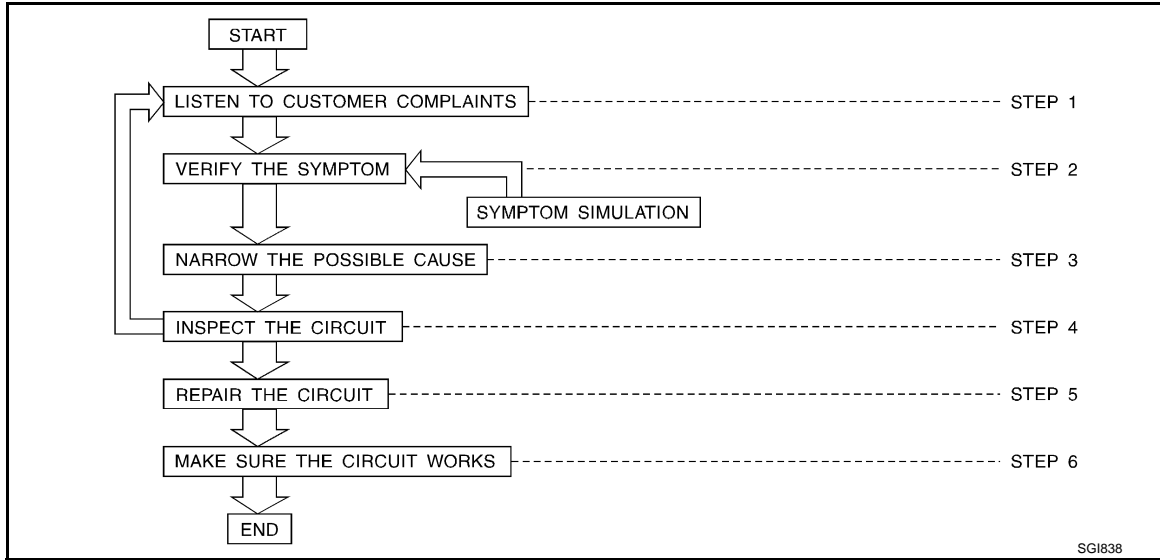 START
LISTEN TO CUSTOMER COMPLAINTS STEP 1
VERIFY THE SYMPTOM STEP 2
SYMPTOM SIMULATION
NARROW THE POSSIBLE CAUSE STEP 3
INSPECT THE CIRCUIT STEP 4
REPAIR THE CIRCUIT STEP 5
MAKE SURE THE CIRCUIT WORKS STEP 6
END
SGI838